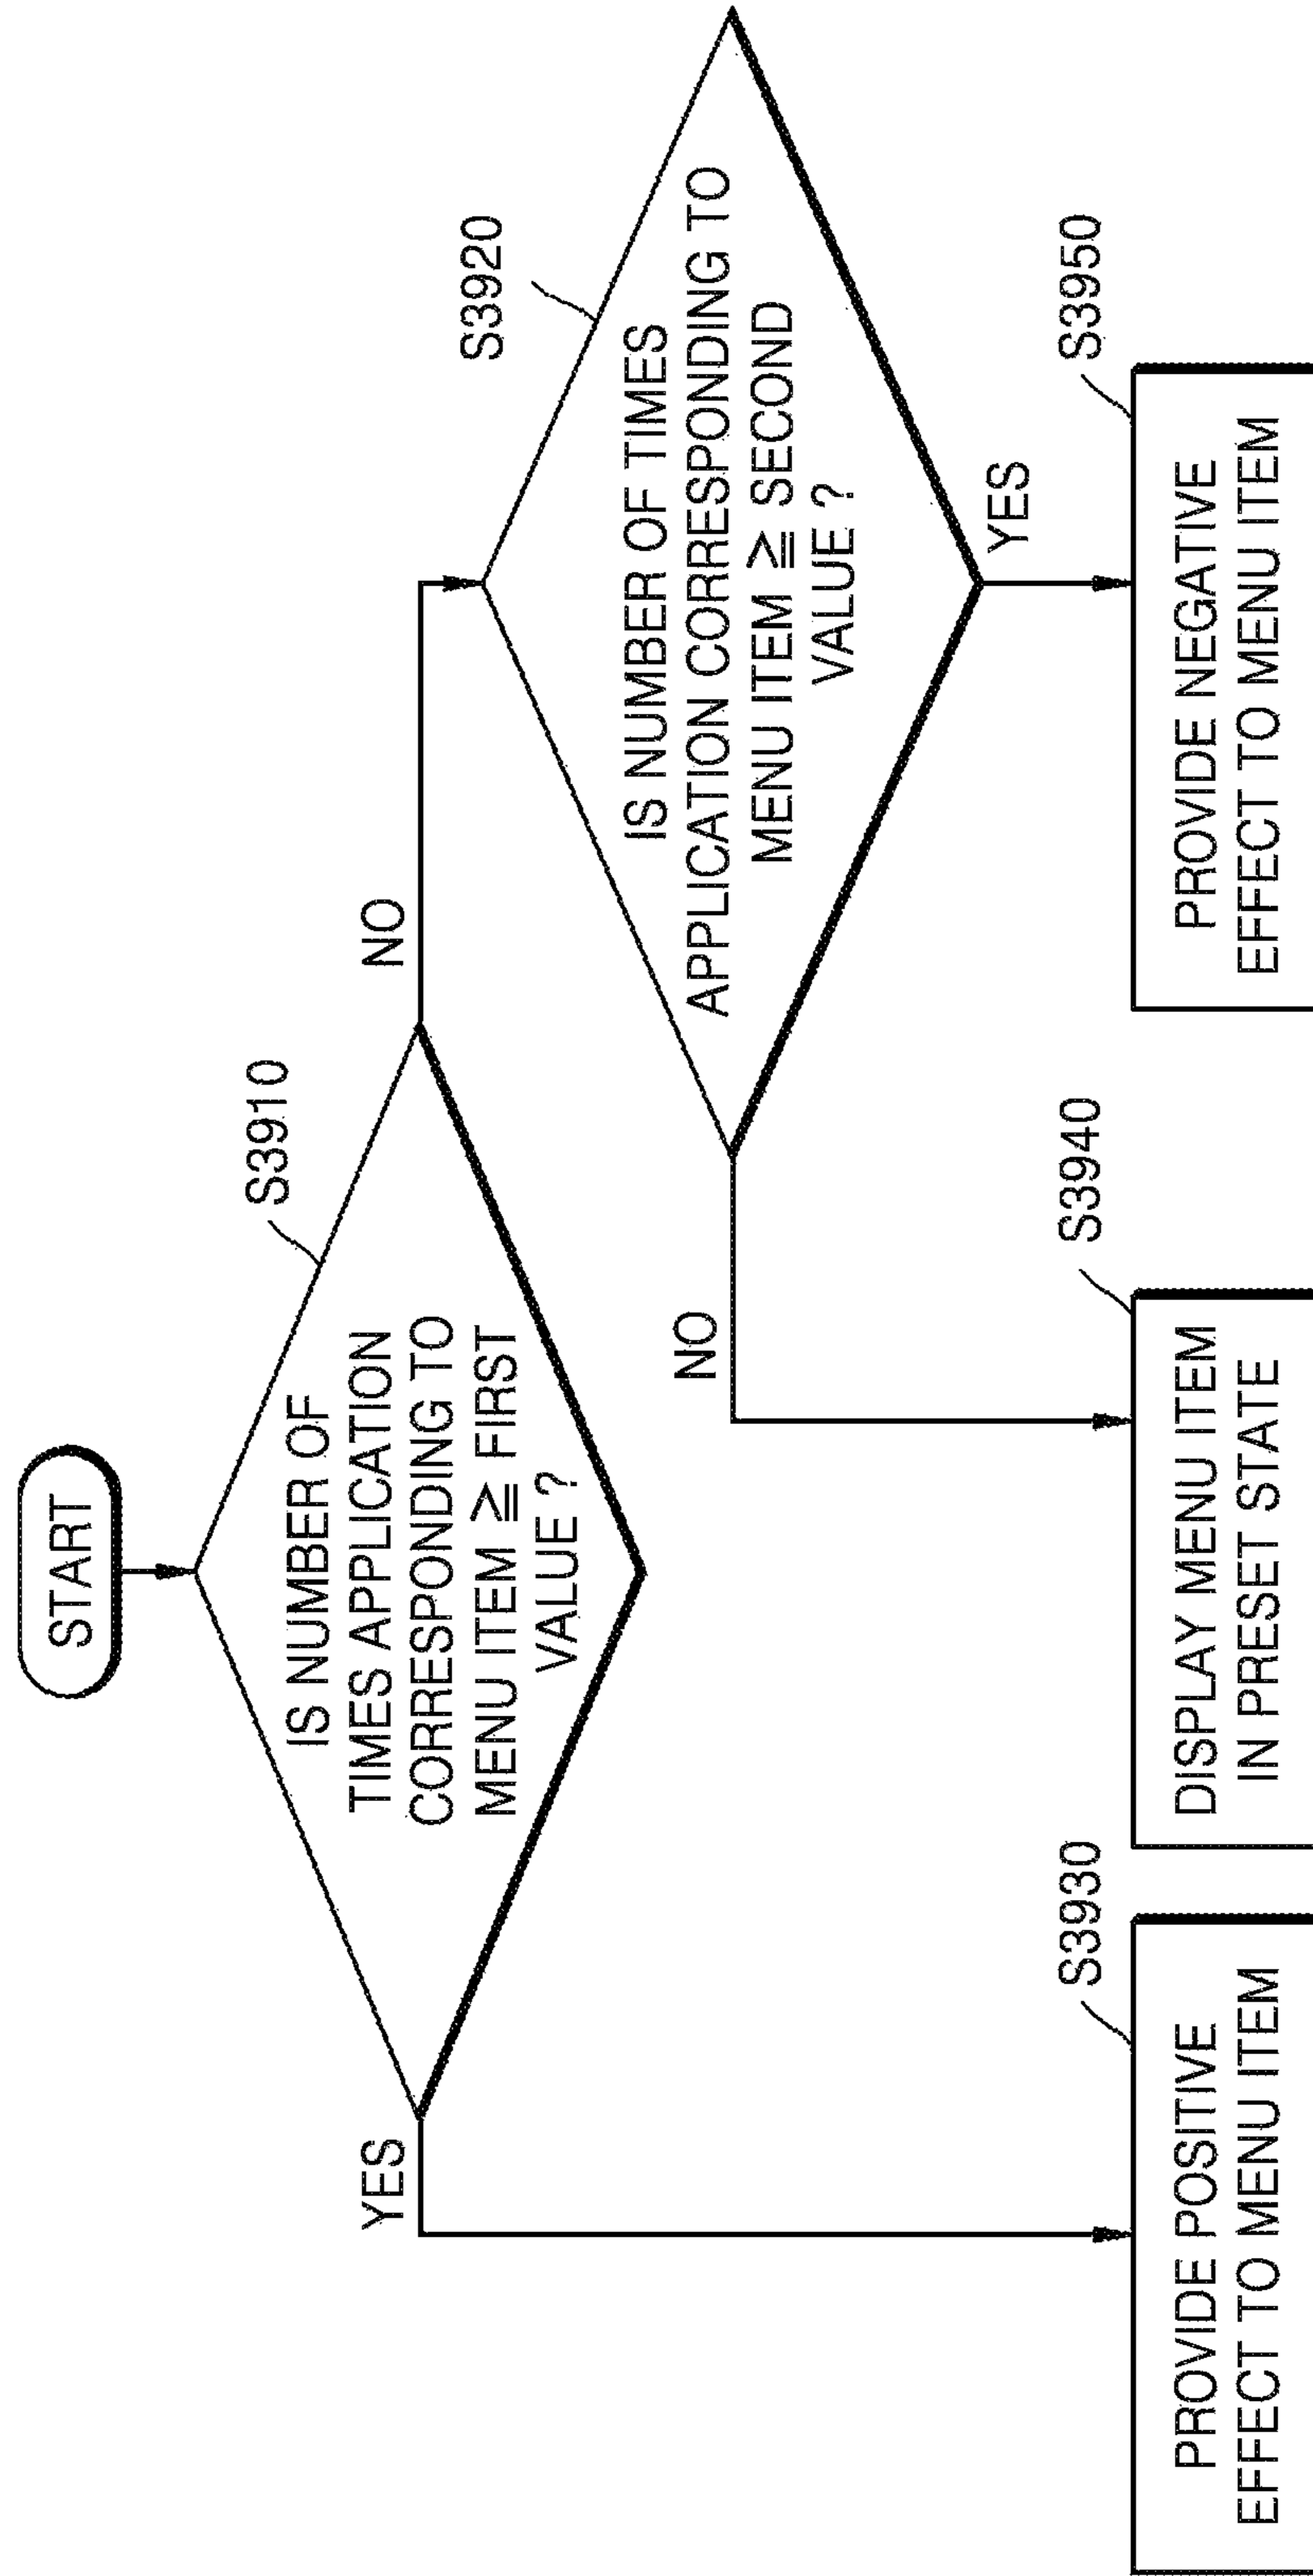 START
S3910
IS NUMBER OF
TIMES APPLICATION
CORRESPONDING TO
MENU ITEM ≧ FIRST
VALUE ?
YES
NO
S3920
IS NUMBER OF TIMES
APPLICATION CORRESPONDING TO
MENU ITEM ≧ SECOND
VALUE ?
NO
YES
S3930
PROVIDE POSITIVE
EFFECT TO MENU ITEM
S3940
DISPLAY MENU ITEM
IN PRESET STATE
S3950
PROVIDE NEGATIVE
EFFECT TO MENU ITEM